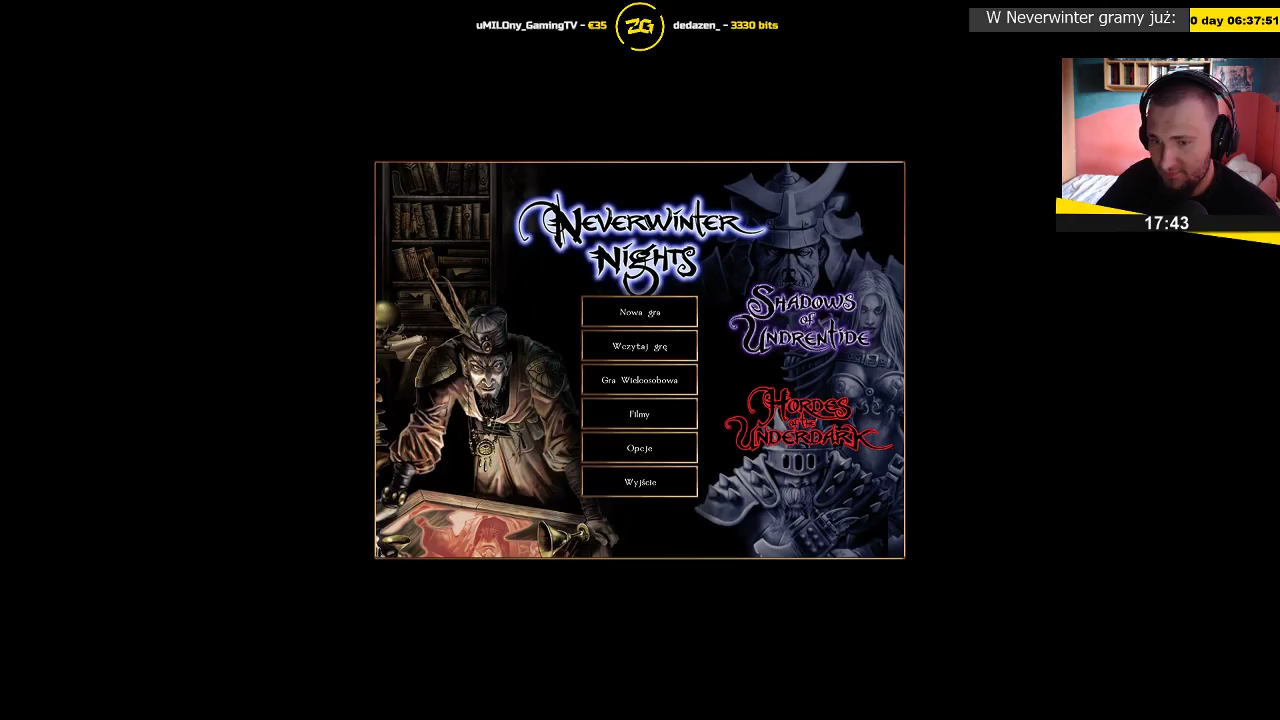 uMILOny_GamingTV - €35
ZG
dedazen_ - 3330 bits
W Neverwinter gramy już:
0 day 06:37:51
17:43
Neverwinter
Nights
Nowa gra
Wczytaj grę
Gra Wieloosobowa
Filmy
Opcje
Wyjście
Shadows
of
Undrentide
Hordes
of the
Underdark